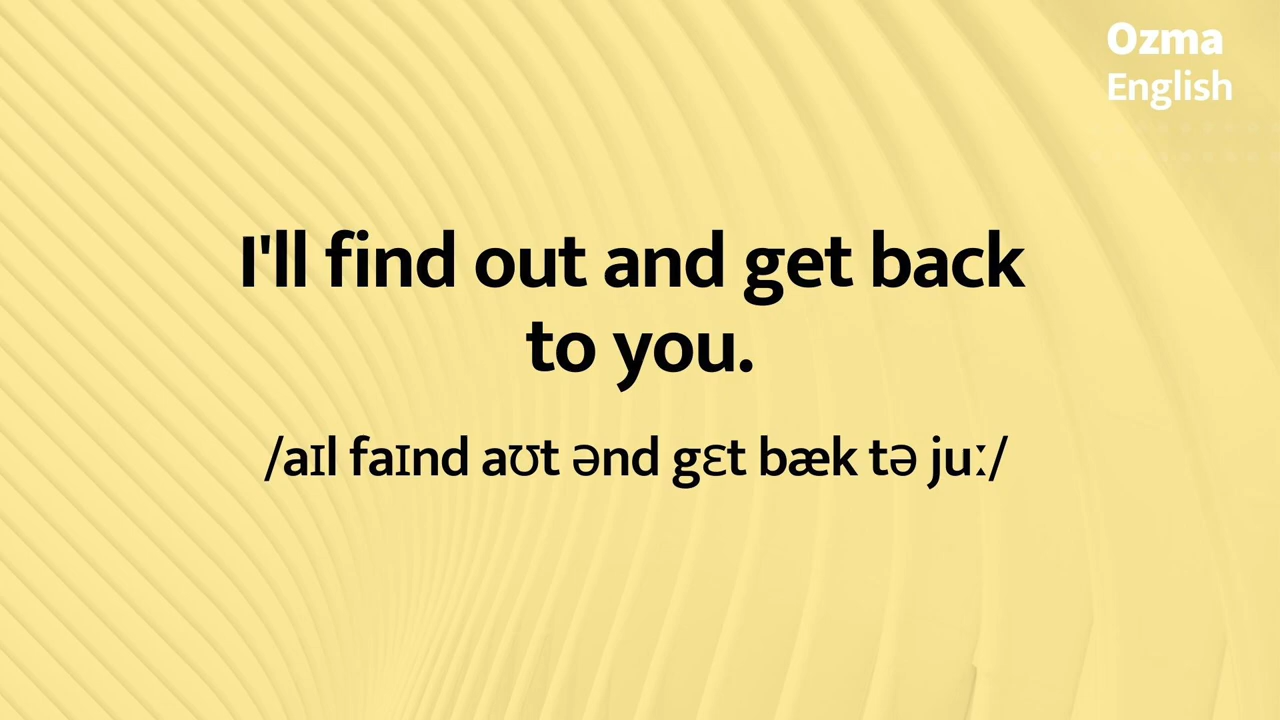 Ozma
English
I'll find out and get back
to you.
/aɪl faɪnd aʊt ənd gɛt bæk tə juː/